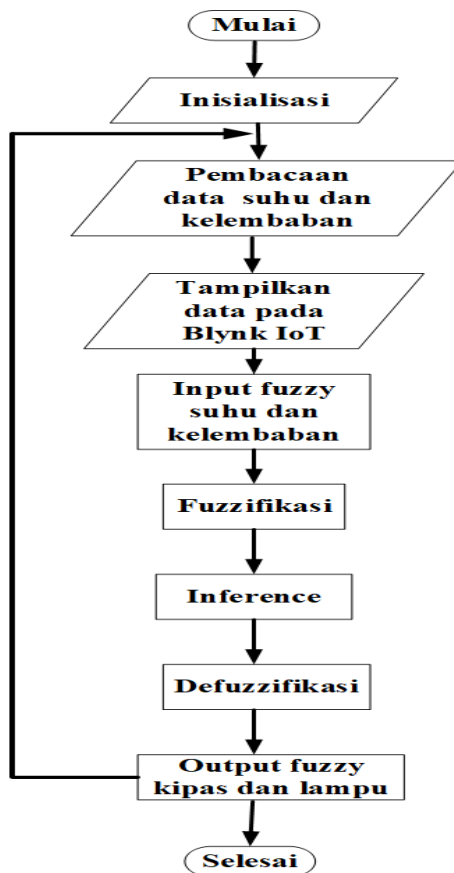 Mulai
Inisialisasi
Pembacaan
data suhu dan
kelembaban
Tampilkan
data pada
Blynk IoT
Input fuzzy
suhu dan
kelembaban
Fuzzifikasi
Inference
Defuzzifikasi
Output fuzzy
kipas dan lampu
Selesai